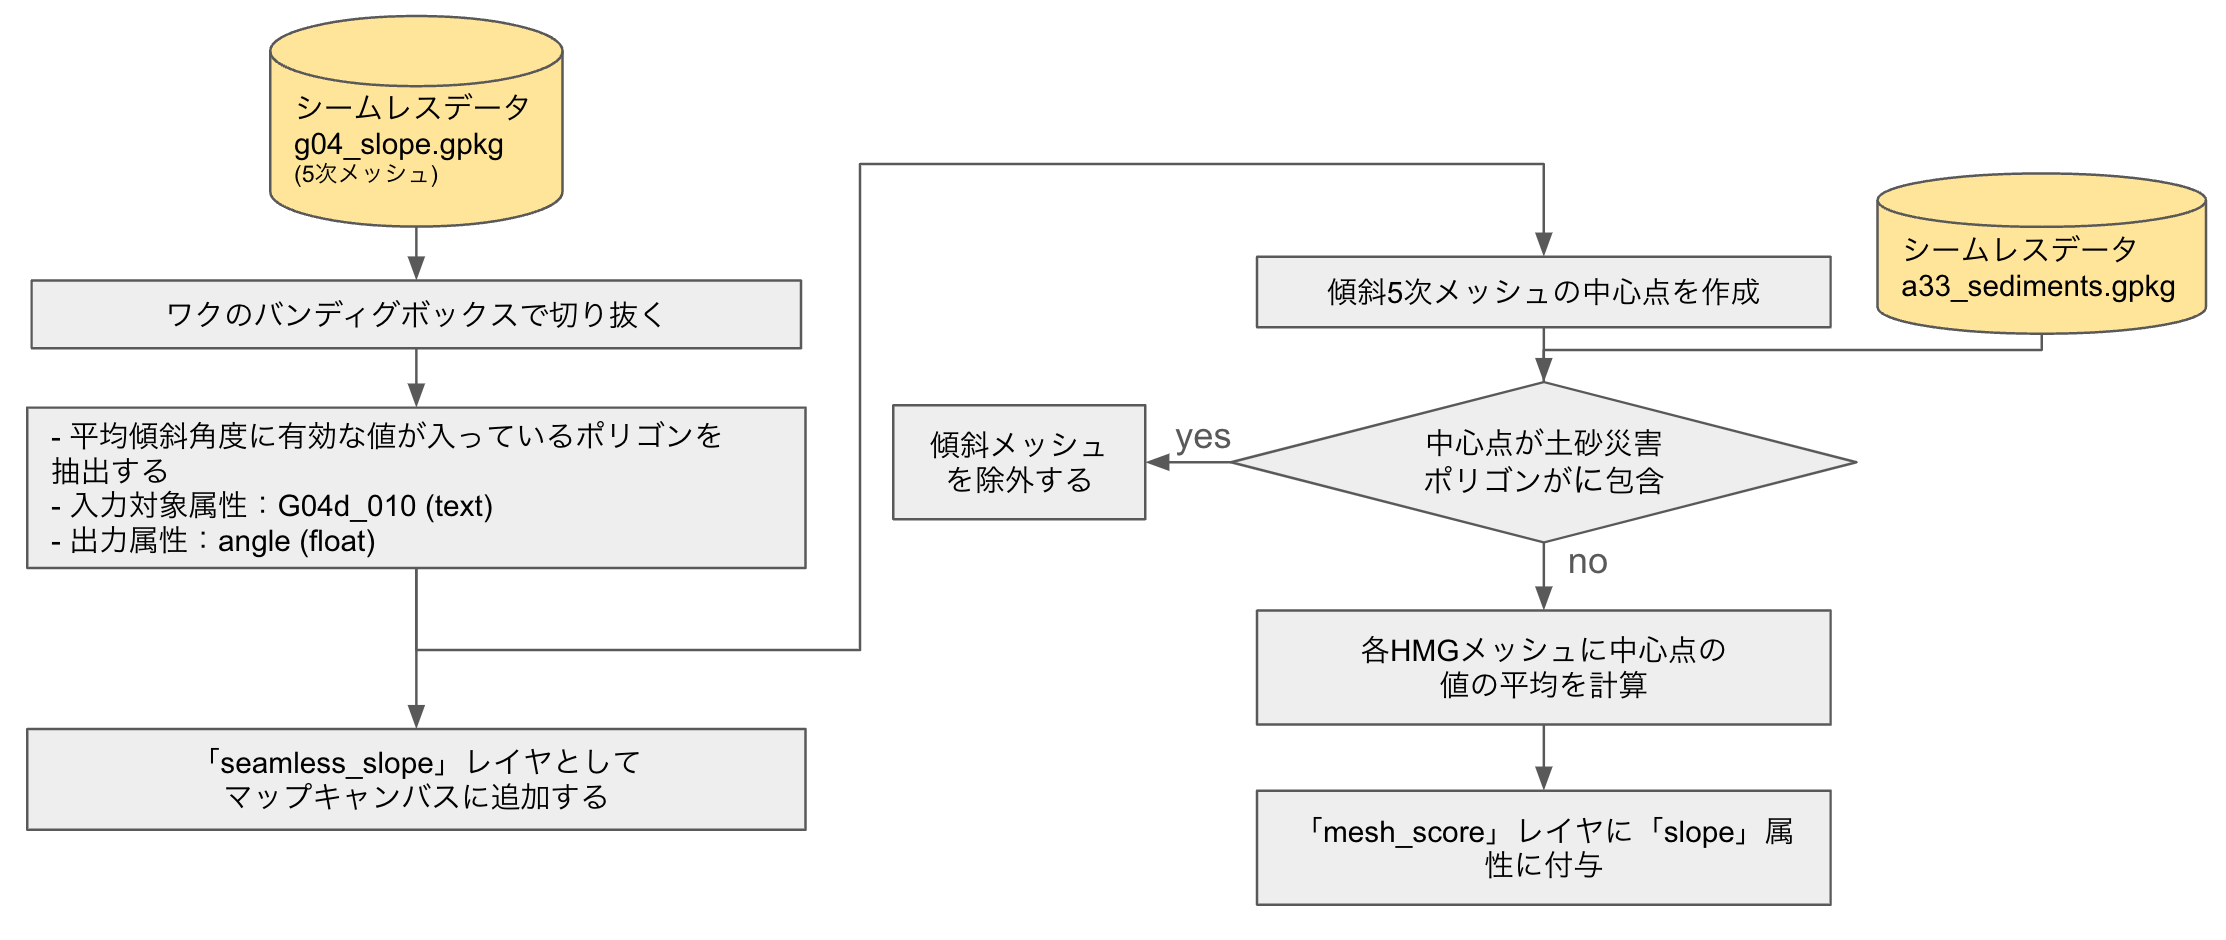 シームレスデータ
g04_slope.gpkg
(5次メッシュ)
ワクのバンディグボックスで切り抜く
- 平均傾斜角度に有効な値が入っているポリゴンを
抽出する
- 入力対象属性：G04d_010 (text)
- 出力属性：angle (float)
「seamless_slope」レイヤとして
マップキャンバスに追加する
傾斜5次メッシュの中心点を作成
シームレスデータ
a33_sediments.gpkg
中心点が土砂災害
ポリゴンがに包含
yes
傾斜メッシュ
を除外する
no
各HMGメッシュに中心点の
値の平均を計算
「mesh_score」レイヤに「slope」属
性に付与